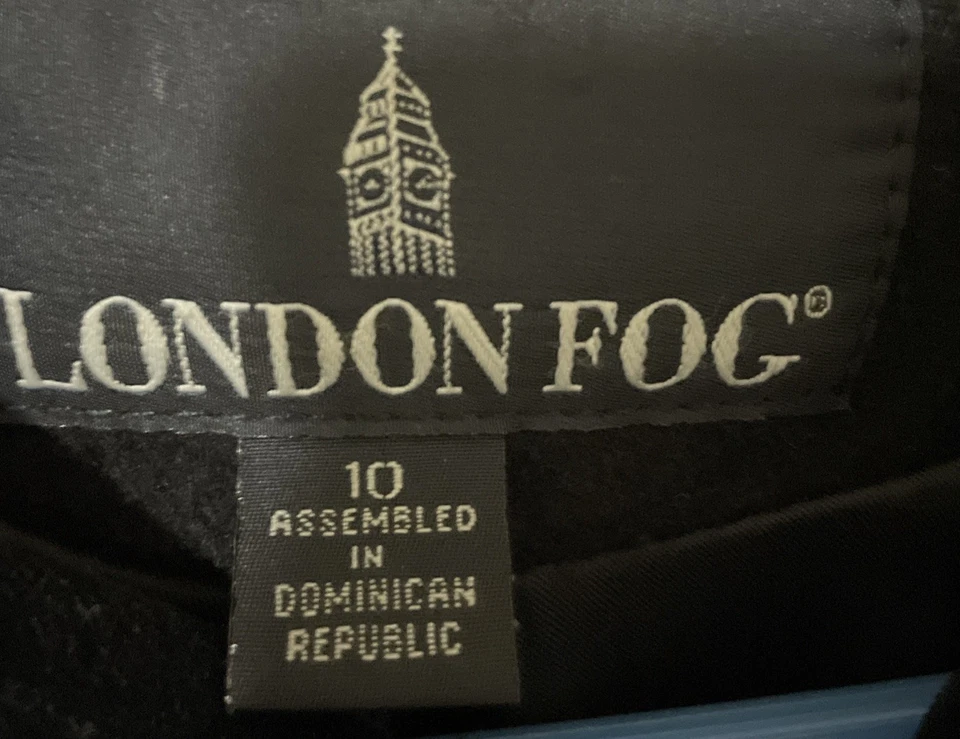 LONDON FOG®
10
ASSEMBLED
IN
DOMINICAN
REPUBLIC